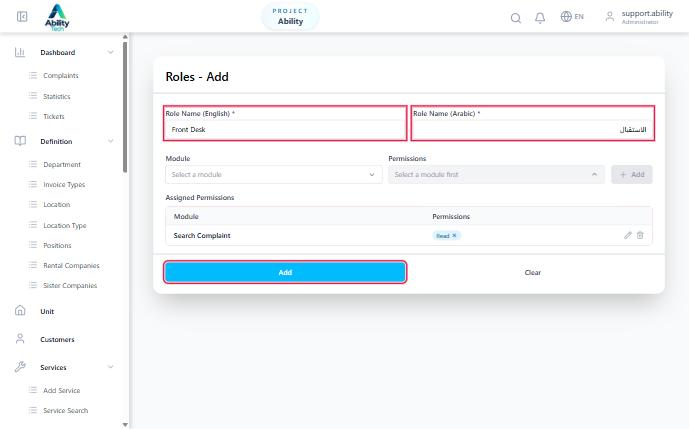 Ability
Tech
PROJECT
Ability
EN
support.ability
Administrator
Dashboard
Complaints
Statistics
Tickets
Definition
Department
Invoice Types
Location
Location Type
Positions
Rental Companies
Sister Companies
Unit
Customers
Services
Add Service
Service Search
Roles - Add
Role Name (English) *
Front Desk
Role Name (Arabic) *
الاستقبال
Module
Select a module
Permissions
Select a module first
+ Add
Assigned Permissions
Module Permissions
Search Complaint Read ×
Add
Clear